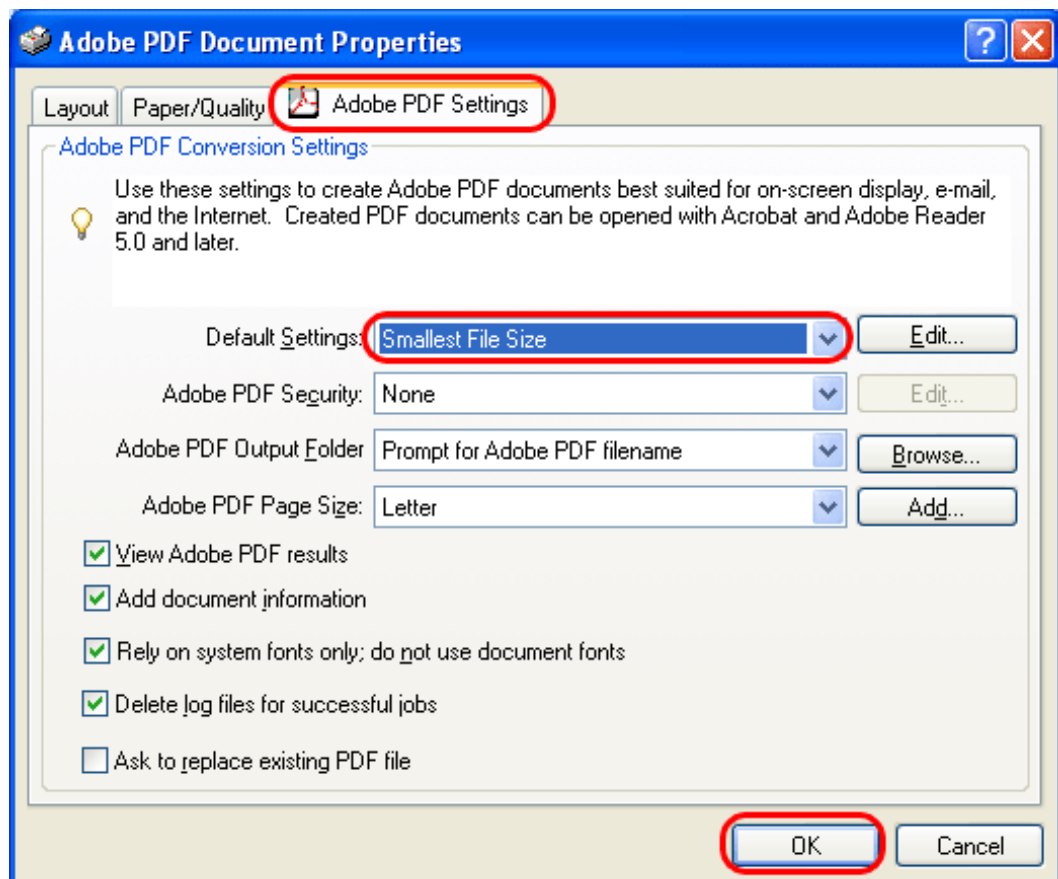 Adobe PDF Document Properties
Layout Paper/Quality Adobe PDF Settings
Adobe PDF Conversion Settings
Use these settings to create Adobe PDF documents best suited for on-screen display, e-mail,
and the Internet. Created PDF documents can be opened with Acrobat and Adobe Reader
5.0 and later.
Default Settings: Smallest File Size Edit...
Adobe PDF Security: None Edit...
Adobe PDF Output Folder Prompt for Adobe PDF filename Browse...
Adobe PDF Page Size: Letter Add...
View Adobe PDF results
Add document information
Rely on system fonts only; do not use document fonts
Delete log files for successful jobs
Ask to replace existing PDF file
OK Cancel